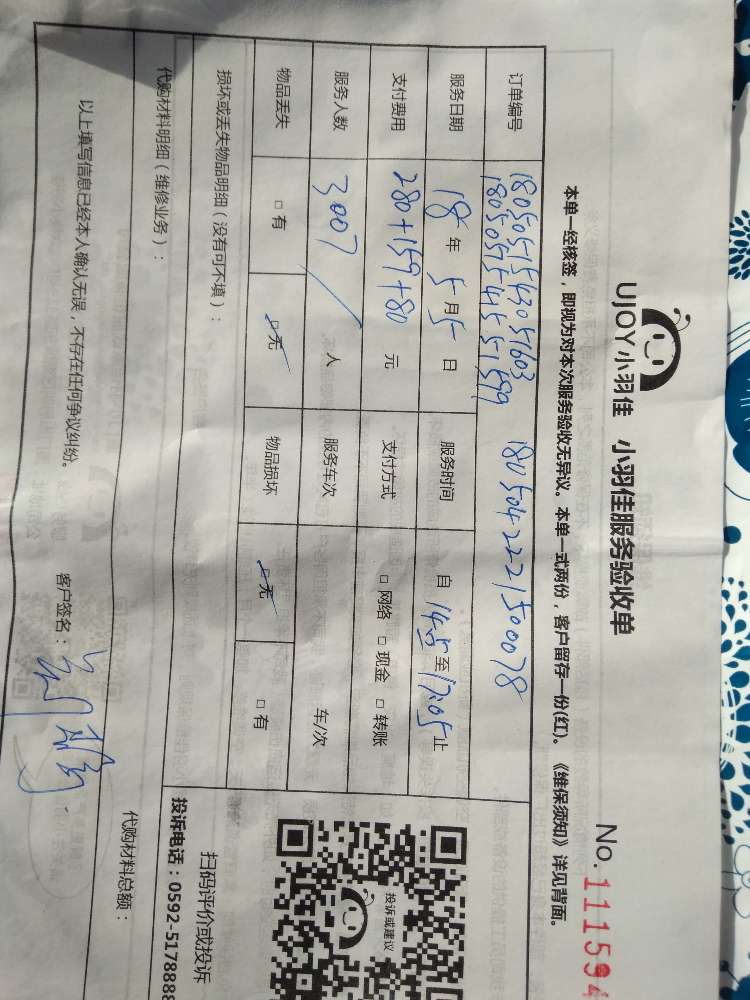 UJOY小羽佳 小羽佳服务验收单
No. 111594
本单一经核签，即视为对本次服务验收无异议。本单一式两份，客户留存一份(红)。《维保须知》详见背面。
订单编号 1805042221500078
服务日期 18 年 5 月 5 日 服务时间 自 至 17:05 止
支付费用 280+159+80 元 支付方式 □ 网络 □ 现金 □ 转账
服务人数 人 服务车次 车/次
物品丢失 □ 有 □ 无 物品损坏 □ 无 □ 有
损坏或丢失物品明细（没有可不填）：
代购材料明细（维修业务）：
代购材料总额：
以上填写信息已经本人确认无误，不存在任何争议纠纷。
客户签名：
投诉或建议
扫码评价或投诉
投诉电话：0592-5178888